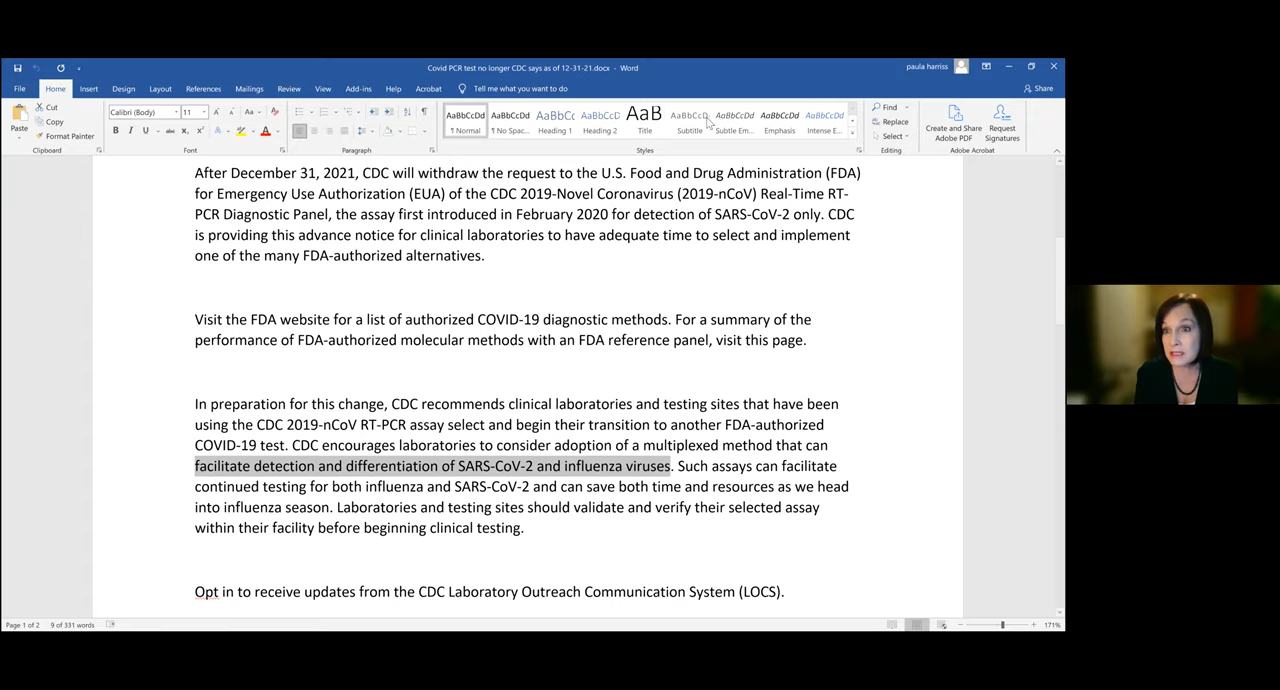 Covid PCR test no longer CDC says as of 12-31-21.docx - Word
paula harriss
File Home Insert Design Layout References Mailings Review View Add-ins Help Acrobat Tell me what you want to do
Share
Paste
Cut
Copy
Format Painter
Clipboard
Calibri (Body) 11
B I U abc x₂ x² A A
Font
Paragraph
AaBbCcDd AaBbCcDd AaBbCc AaBbCcD AaB AaBbCcD AaBbCcDd AaBbCcDd AaBbCcDd
¶ Normal ¶ No Spac... Heading 1 Heading 2 Title Subtitle Subtle Em... Emphasis Intense E...
Styles
Find
Replace
Select
Editing
Create and Share
Adobe PDF
Request
Signatures
Adobe Acrobat
After December 31, 2021, CDC will withdraw the request to the U.S. Food and Drug Administration (FDA)
for Emergency Use Authorization (EUA) of the CDC 2019-Novel Coronavirus (2019-nCoV) Real-Time RT-
PCR Diagnostic Panel, the assay first introduced in February 2020 for detection of SARS-CoV-2 only. CDC
is providing this advance notice for clinical laboratories to have adequate time to select and implement
one of the many FDA-authorized alternatives.
Visit the FDA website for a list of authorized COVID-19 diagnostic methods. For a summary of the
performance of FDA-authorized molecular methods with an FDA reference panel, visit this page.
In preparation for this change, CDC recommends clinical laboratories and testing sites that have been
using the CDC 2019-nCoV RT-PCR assay select and begin their transition to another FDA-authorized
COVID-19 test. CDC encourages laboratories to consider adoption of a multiplexed method that can
facilitate detection and differentiation of SARS-CoV-2 and influenza viruses. Such assays can facilitate
continued testing for both influenza and SARS-CoV-2 and can save both time and resources as we head
into influenza season. Laboratories and testing sites should validate and verify their selected assay
within their facility before beginning clinical testing.
Opt in to receive updates from the CDC Laboratory Outreach Communication System (LOCS).
Page 1 of 2 9 of 331 words
171%